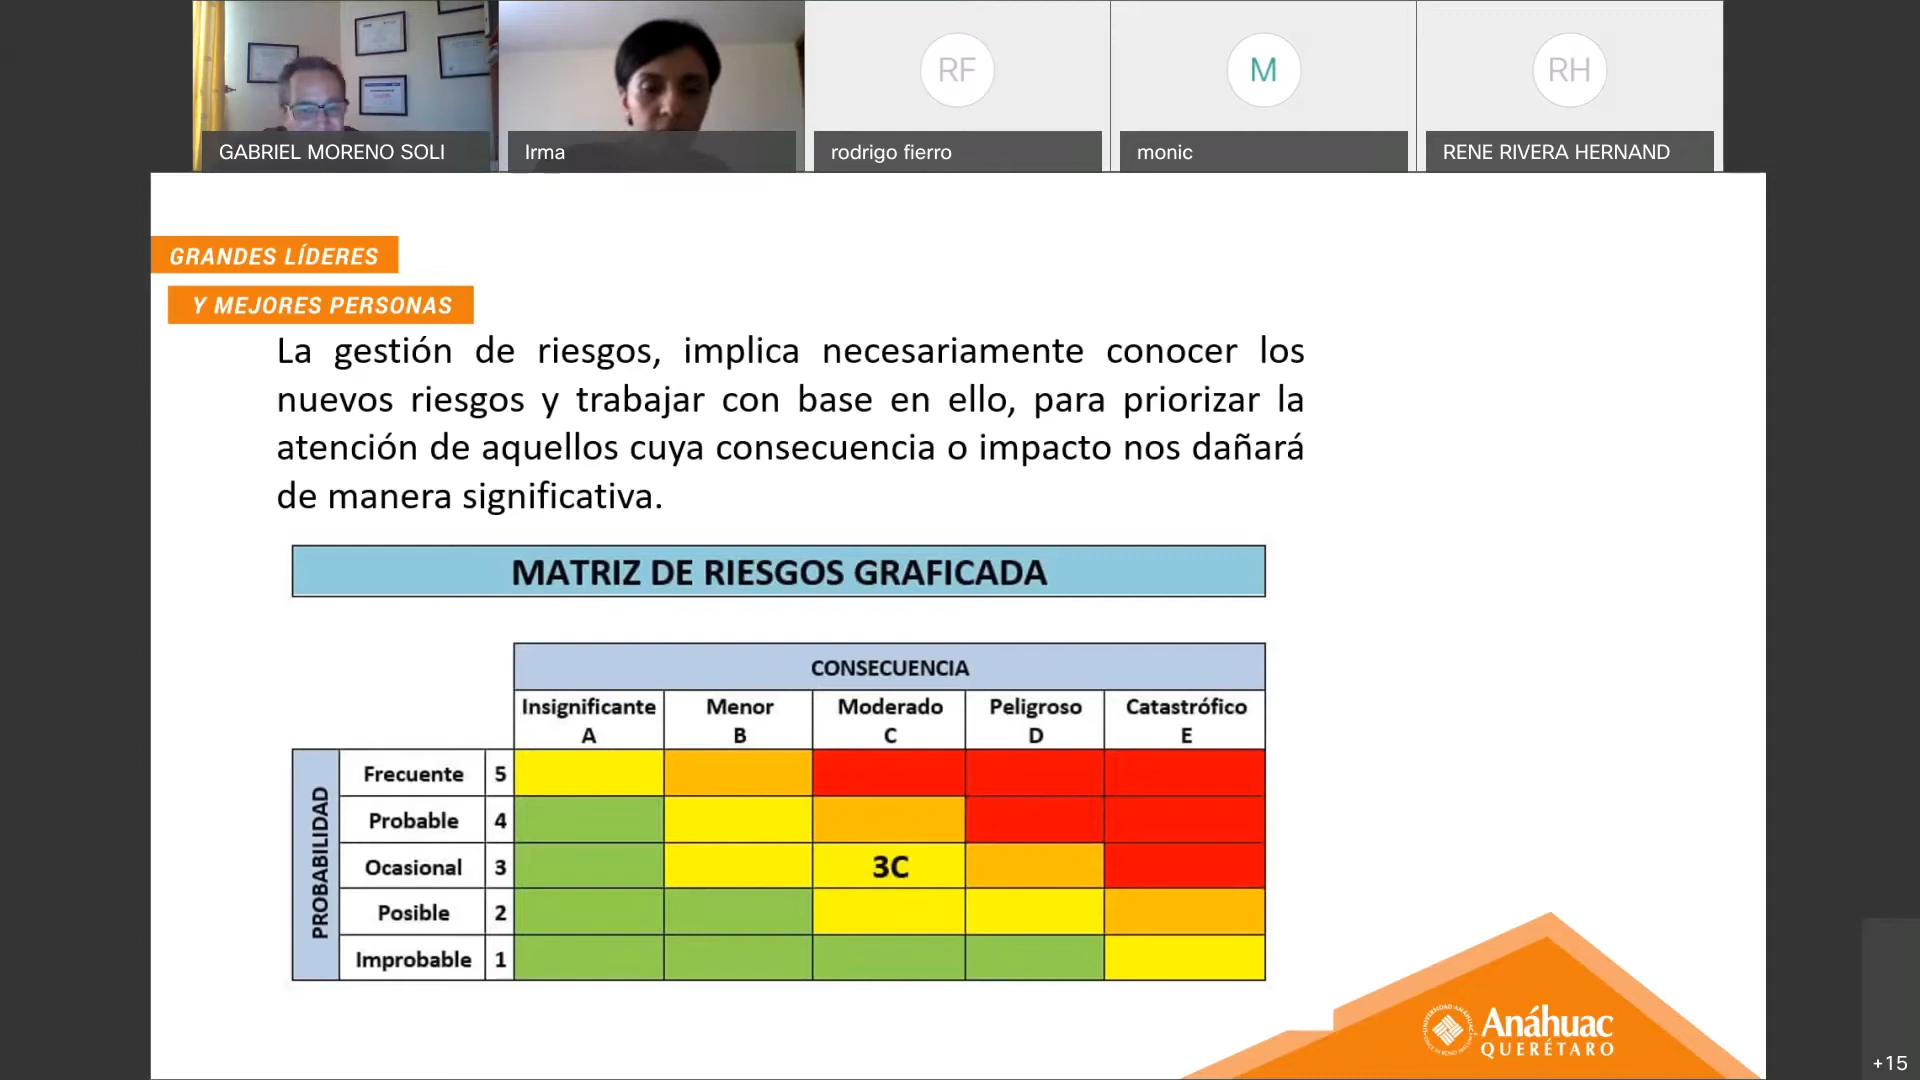 RF
M
RH
GABRIEL MORENO SOLI
Irma
rodrigo fierro
monic
RENE RIVERA HERNAND
GRANDES LÍDERES
Y MEJORES PERSONAS
La gestión de riesgos, implica necesariamente conocer los
nuevos riesgos y trabajar con base en ello, para priorizar la
atención de aquellos cuya consecuencia o impacto nos dañará
de manera significativa.
MATRIZ DE RIESGOS GRAFICADA
CONSECUENCIA
Insignificante Menor Moderado Peligroso Catastrófico
A B C D E
PROBABILIDAD
Frecuente 5
Probable 4
Ocasional 3 3C
Posible 2
Improbable 1
Anáhuac
QUERÉTARO
+15